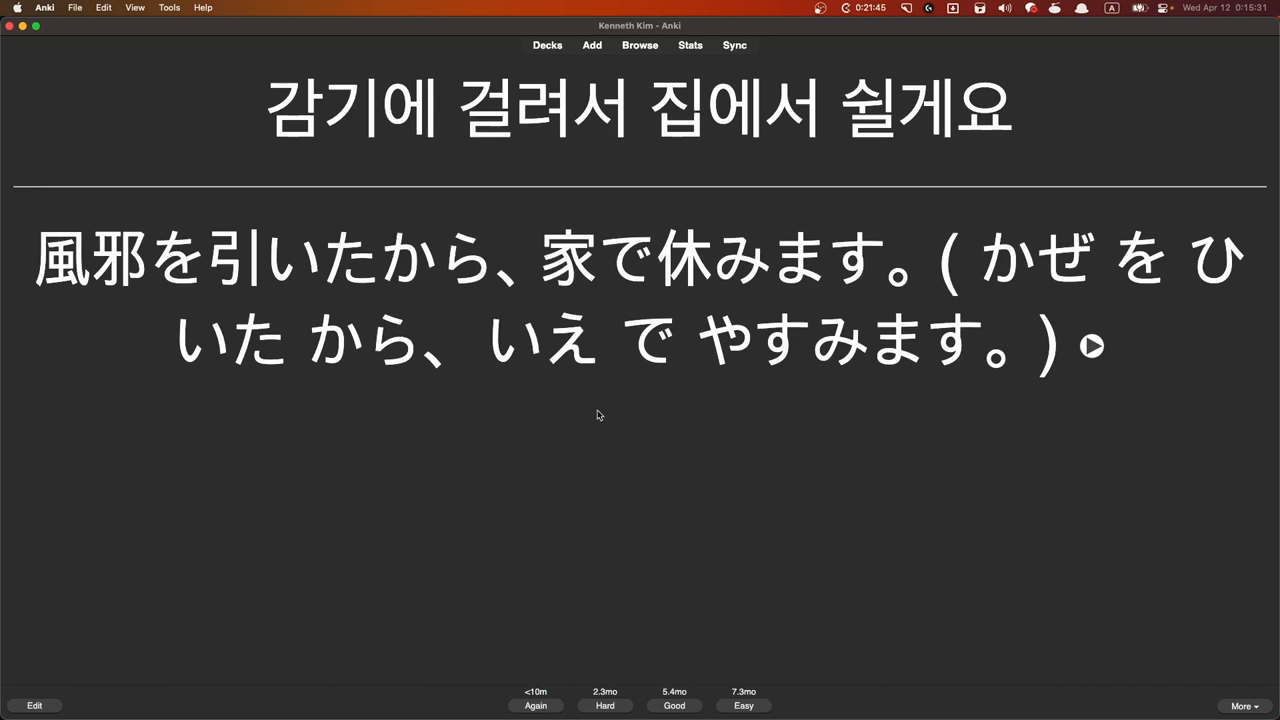 Anki File Edit View Tools Help 0:21:45 A Wed Apr 12 0:15:31
Kenneth Kim - Anki
Decks Add Browse Stats Sync
감기에 걸려서 집에서 쉴게요
風邪を引いたから、家で休みます。( かぜ を ひ
いた から、 いえ で やすみます。)
<10m 2.3mo 5.4mo 7.3mo
Edit Again Hard Good Easy More